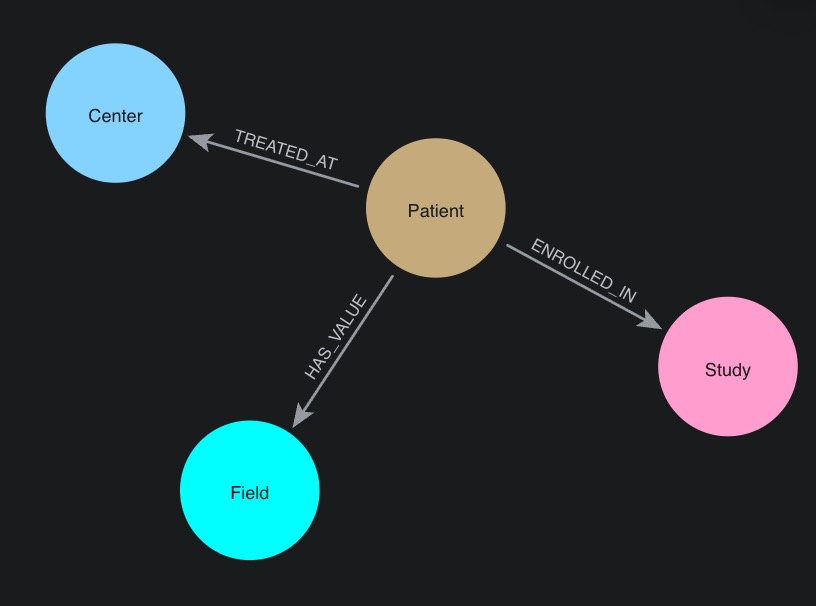 Center
TREATED_AT
Patient
ENROLLED_IN
HAS_VALUE
Study
Field